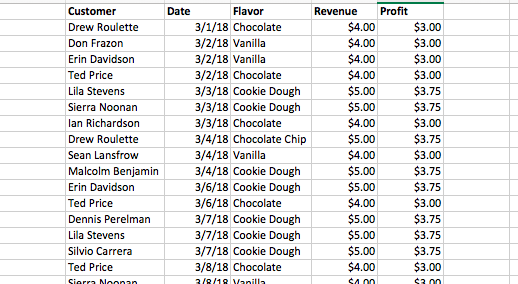 Customer Date Flavor Revenue Profit
Drew Roulette 3/1/18 Chocolate $4.00 $3.00
Don Frazon 3/2/18 Vanilla $4.00 $3.00
Erin Davidson 3/2/18 Vanilla $4.00 $3.00
Ted Price 3/2/18 Chocolate $4.00 $3.00
Lila Stevens 3/3/18 Cookie Dough $5.00 $3.75
Sierra Noonan 3/3/18 Cookie Dough $5.00 $3.75
Ian Richardson 3/3/18 Chocolate $4.00 $3.00
Drew Roulette 3/4/18 Chocolate Chip $5.00 $3.75
Sean Lansfrow 3/4/18 Vanilla $4.00 $3.00
Malcolm Benjamin 3/4/18 Cookie Dough $5.00 $3.75
Erin Davidson 3/6/18 Cookie Dough $5.00 $3.75
Ted Price 3/6/18 Chocolate $4.00 $3.00
Dennis Perelman 3/7/18 Cookie Dough $5.00 $3.75
Lila Stevens 3/7/18 Cookie Dough $5.00 $3.75
Silvio Carrera 3/7/18 Cookie Dough $5.00 $3.75
Ted Price 3/8/18 Chocolate $4.00 $3.00
Sierra Noonan 3/8/18 Vanilla $4.00 $3.00